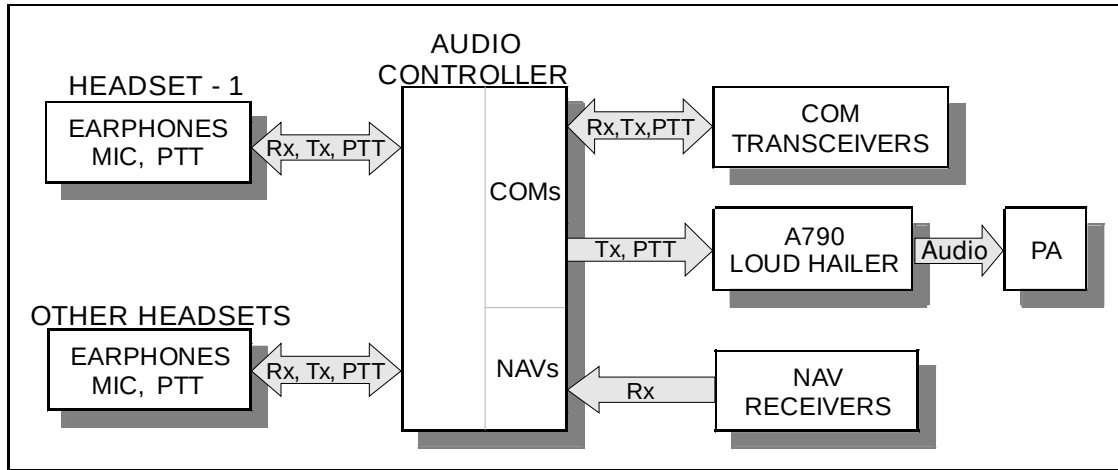 AUDIO
CONTROLLER
HEADSET - 1
EARPHONES
MIC, PTT
Rx, Tx, PTT
COMs
Rx,Tx,PTT
COM
TRANSCEIVERS
Tx, PTT
A790
LOUD HAILER
Audio
PA
OTHER HEADSETS
EARPHONES
MIC, PTT
Rx, Tx, PTT
NAVs
Rx
NAV
RECEIVERS